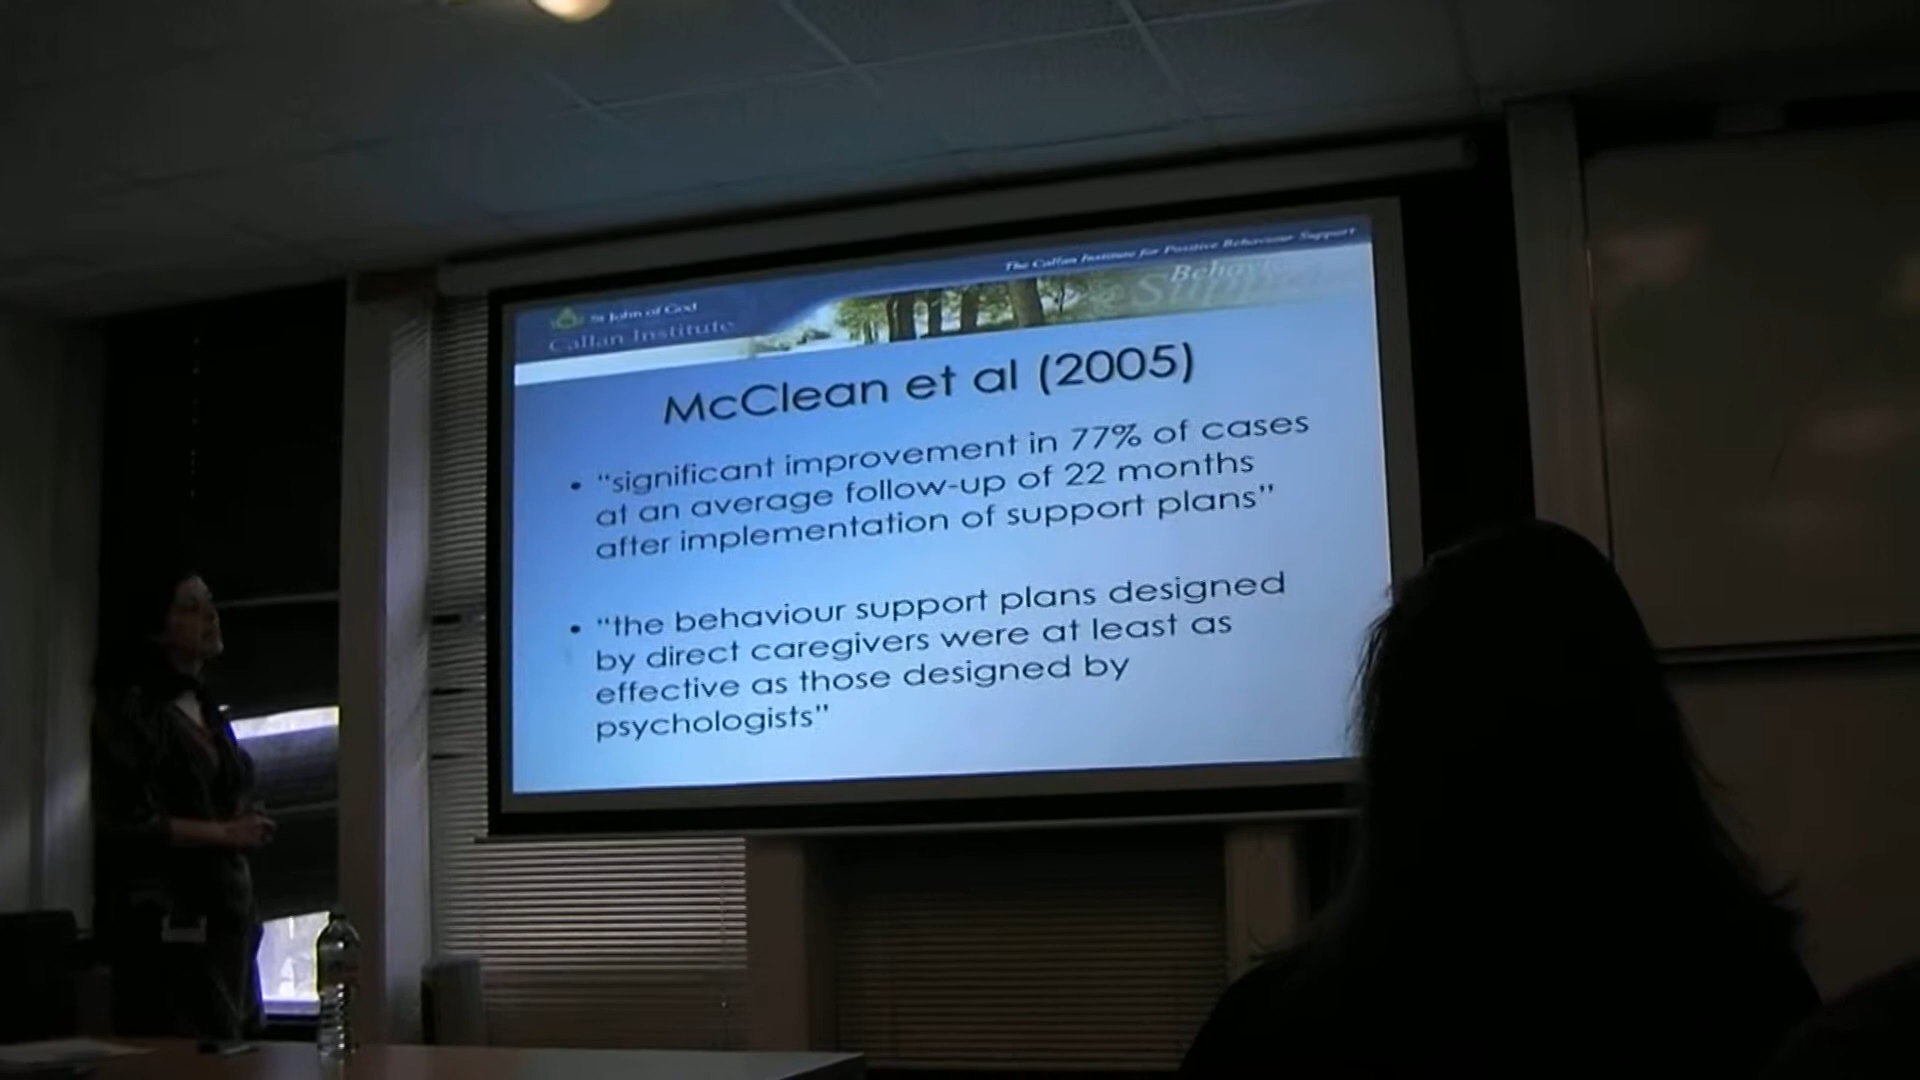 The Callan Institute for Positive Behaviour Support
St John of God
Callan Institute
McClean et al (2005)
• “significant improvement in 77% of cases
at an average follow-up of 22 months
after implementation of support plans”
• “the behaviour support plans designed
by direct caregivers were at least as
effective as those designed by
psychologists”